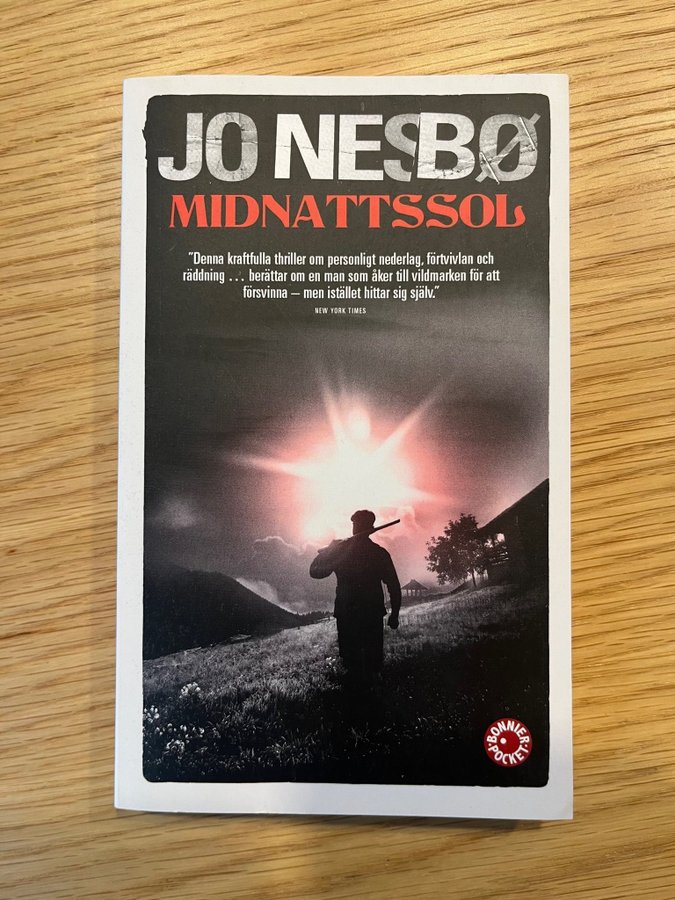 JO NESBØ
MIDNATTSSOL
"Denna kraftfulla thriller om personligt nederlag, förtvivlan och
räddning ... berättar om en man som åker till vildmarken för att
försvinna – men istället hittar sig själv."
NEW YORK TIMES
BONNIER
POCKET